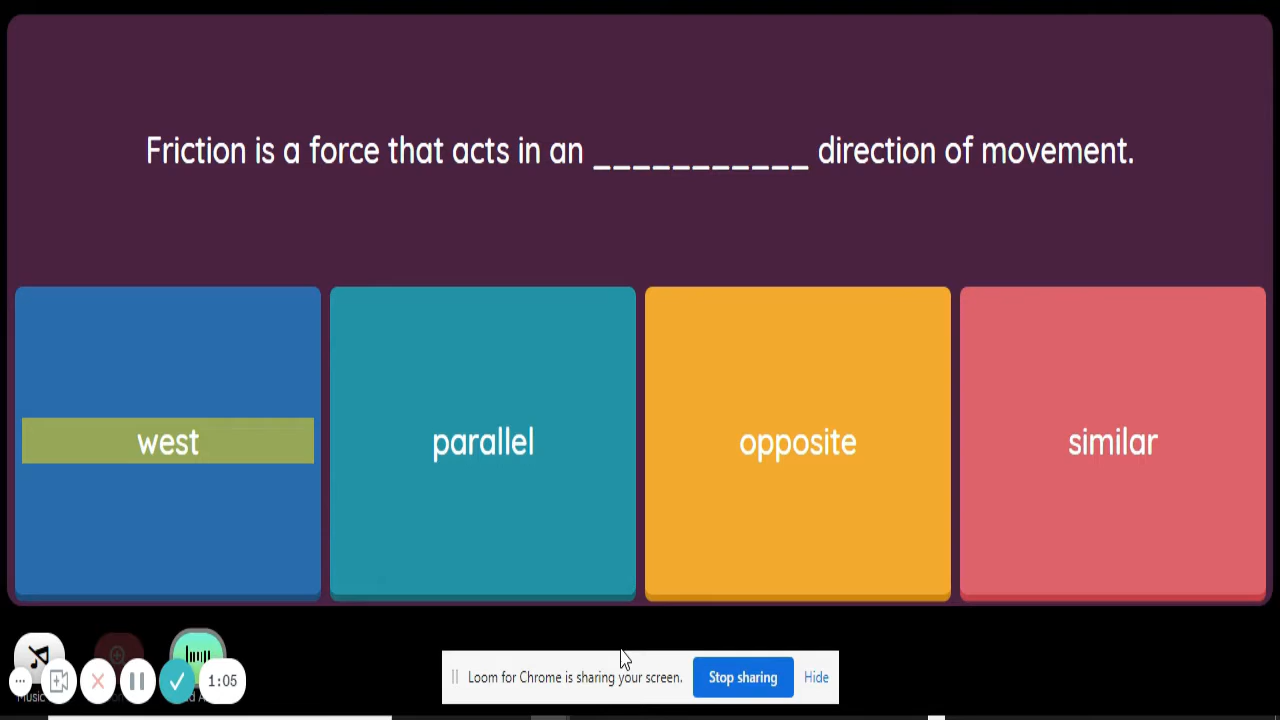 Friction is a force that acts in an ___________ direction of movement.
west
parallel
opposite
similar
Music
1:05
Loom for Chrome is sharing your screen.
Stop sharing
Hide